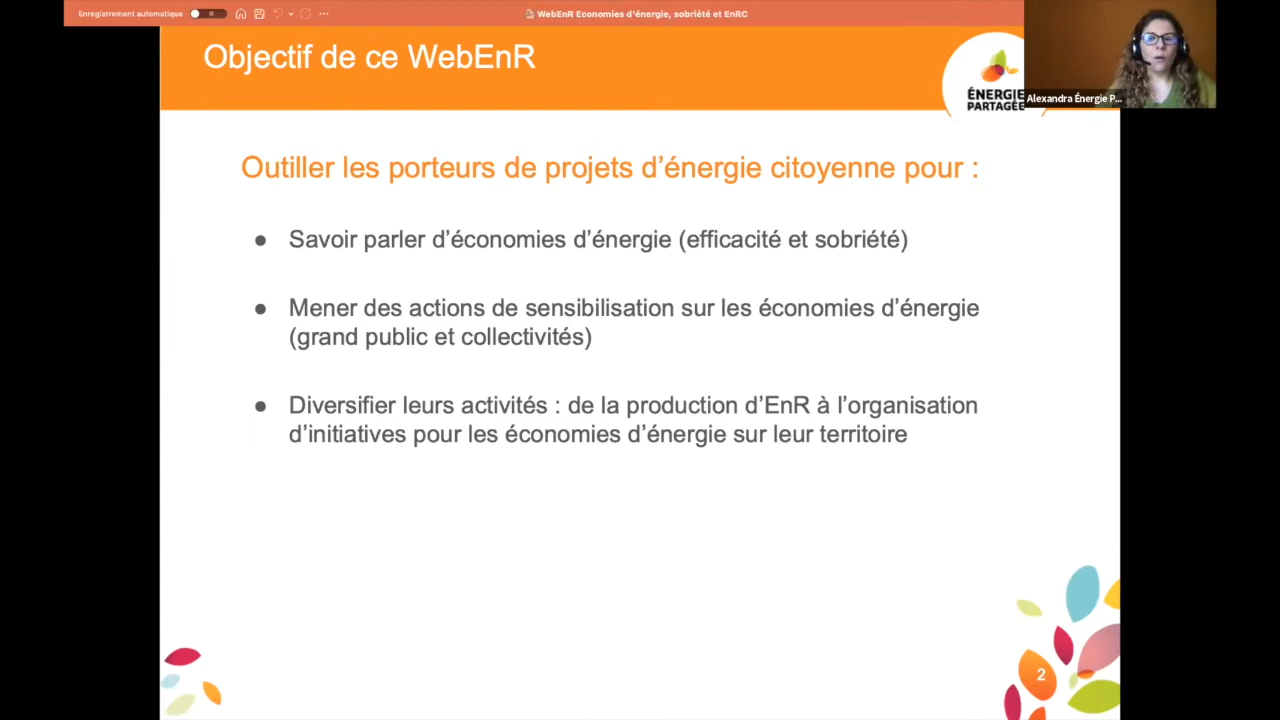 Enregistrement automatique
WebEnR Economies d'énergie, sobriété et EnRC
Objectif de ce WebEnR
ÉNERGIE
PARTAGÉE
Alexandra Énergie P...
Outiller les porteurs de projets d’énergie citoyenne pour :
● Savoir parler d’économies d’énergie (efficacité et sobriété)
● Mener des actions de sensibilisation sur les économies d’énergie
(grand public et collectivités)
● Diversifier leurs activités : de la production d’EnR à l’organisation
d’initiatives pour les économies d’énergie sur leur territoire
2